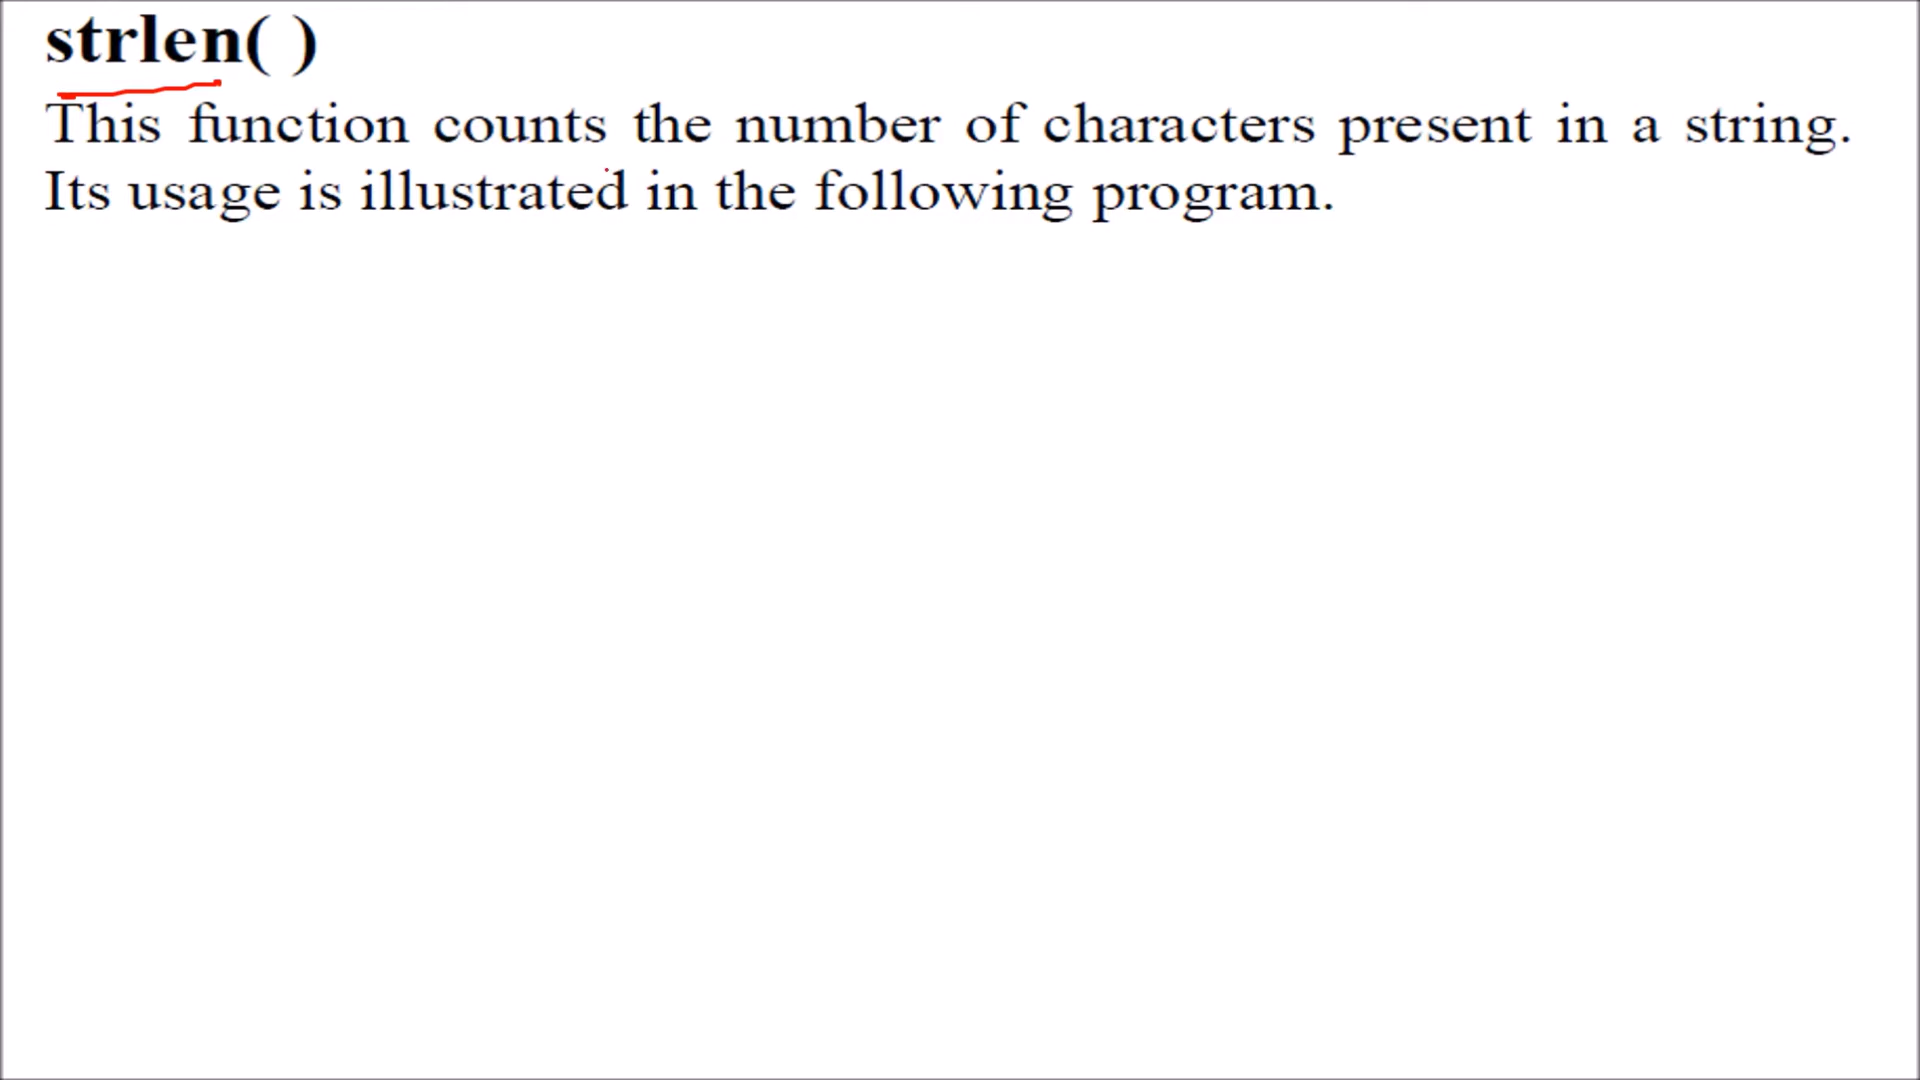 strlen( )
This function counts the number of characters present in a string.
Its usage is illustrated in the following program.